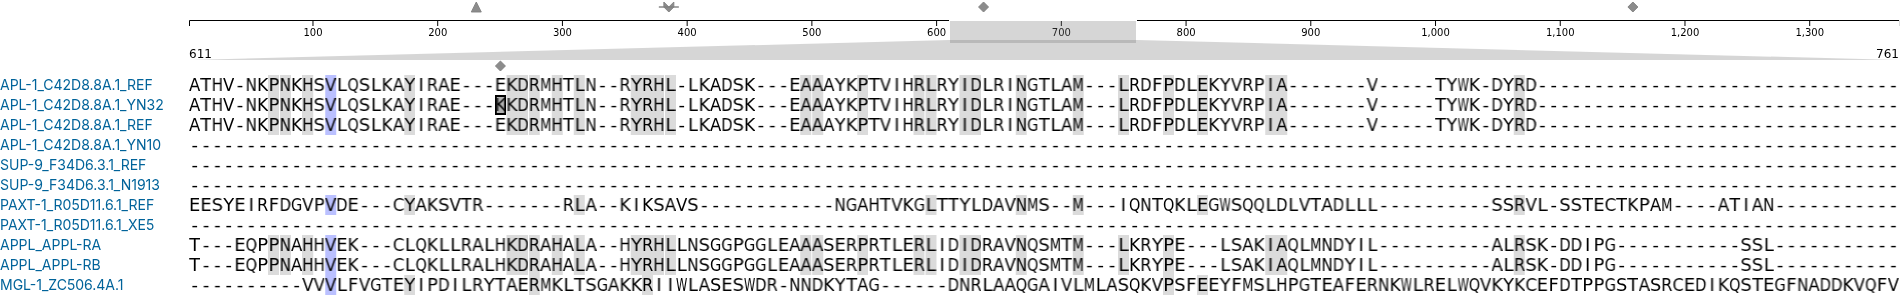 100 200 300 400 500 600 700 800 900 1,000 1,100 1,200 1,300
611 761
APL-1_C42D8.8A.1_REF ATHV-NKPNKHSVLQSLKAYIRAE---EKDRMHTLN--RYRHL-LKADSK---EAAAYKPTVIHRLRYIDLRINGTLAM---LRDFPDLEKYVRPIA-------V-----TYWK-DYRD--------------------------------
APL-1_C42D8.8A.1_YN32 ATHV-NKPNKHSVLQSLKAYIRAE---KKDRMHTLN--RYRHL-LKADSK---EAAAYKPTVIHRLRYIDLRINGTLAM---LRDFPDLEKYVRPIA-------V-----TYWK-DYRD--------------------------------
APL-1_C42D8.8A.1_REF ATHV-NKPNKHSVLQSLKAYIRAE---EKDRMHTLN--RYRHL-LKADSK---EAAAYKPTVIHRLRYIDLRINGTLAM---LRDFPDLEKYVRPIA-------V-----TYWK-DYRD--------------------------------
APL-1_C42D8.8A.1_YN10 -------------------------------------------------------------------------------------------------------------------------------------------------------
SUP-9_F34D6.3.1_REF -------------------------------------------------------------------------------------------------------------------------------------------------------
SUP-9_F34D6.3.1_N1913 -------------------------------------------------------------------------------------------------------------------------------------------------------
PAXT-1_R05D11.6.1_REF EESYEIRFDGVPVDE---CYAKSVTR-------RLA--KIKSAVS------------NGAHTVKGLTTYLDAVNMS--M---IQNTQKLEGWSQQLDLVTADLLL----------SSRVL-SSTECTKPAM----ATIAN-----------
PAXT-1_R05D11.6.1_XE5 -------------------------------------------------------------------------------------------------------------------------------------------------------
APPL_APPL-RA T---EQPPNAHHVEK---CLQKLLRALHKDRAHALA--HYRHLLNSGGPGGLEAAASERPRTLERLIDIDRAVNQSMTM---LKRYPE---LSAKIAQLMNDYIL----------ALRSK-DDIPG----------SSL-----------
APPL_APPL-RB T---EQPPNAHHVEK---CLQKLLRALHKDRAHALA--HYRHLLNSGGPGGLEAAASERPRTLERLIDIDRAVNQSMTM---LKRYPE---LSAKIAQLMNDYIL----------ALRSK-DDIPG----------SSL-----------
MGL-1_ZC506.4A.1 ----------VVVLFVGTEYIPDILRYTAERMKLTSGAKKRIIWLASESWDR-NNDKYTAG------DNRLAAQGAIVLMLASQKVPSFEEYFMSLHPGTEAFERNKWLRELWQVKYKCEFDTPPGSTASRCEDIKQSTEGFNADDKVQFV